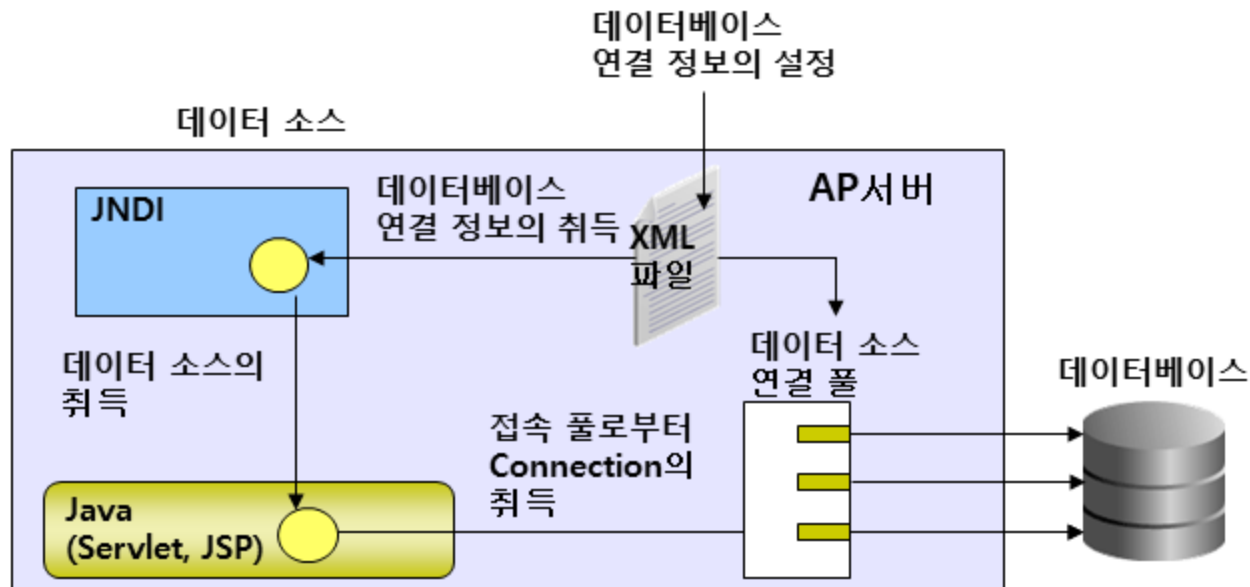 데이터베이스
연결 정보의 설정
데이터 소스
AP서버
JNDI
데이터베이스
연결 정보의 취득
XML
파일
데이터 소스의
취득
데이터 소스
연결 풀
데이터베이스
접속 풀로부터
Connection의
취득
Java
(Servlet, JSP)